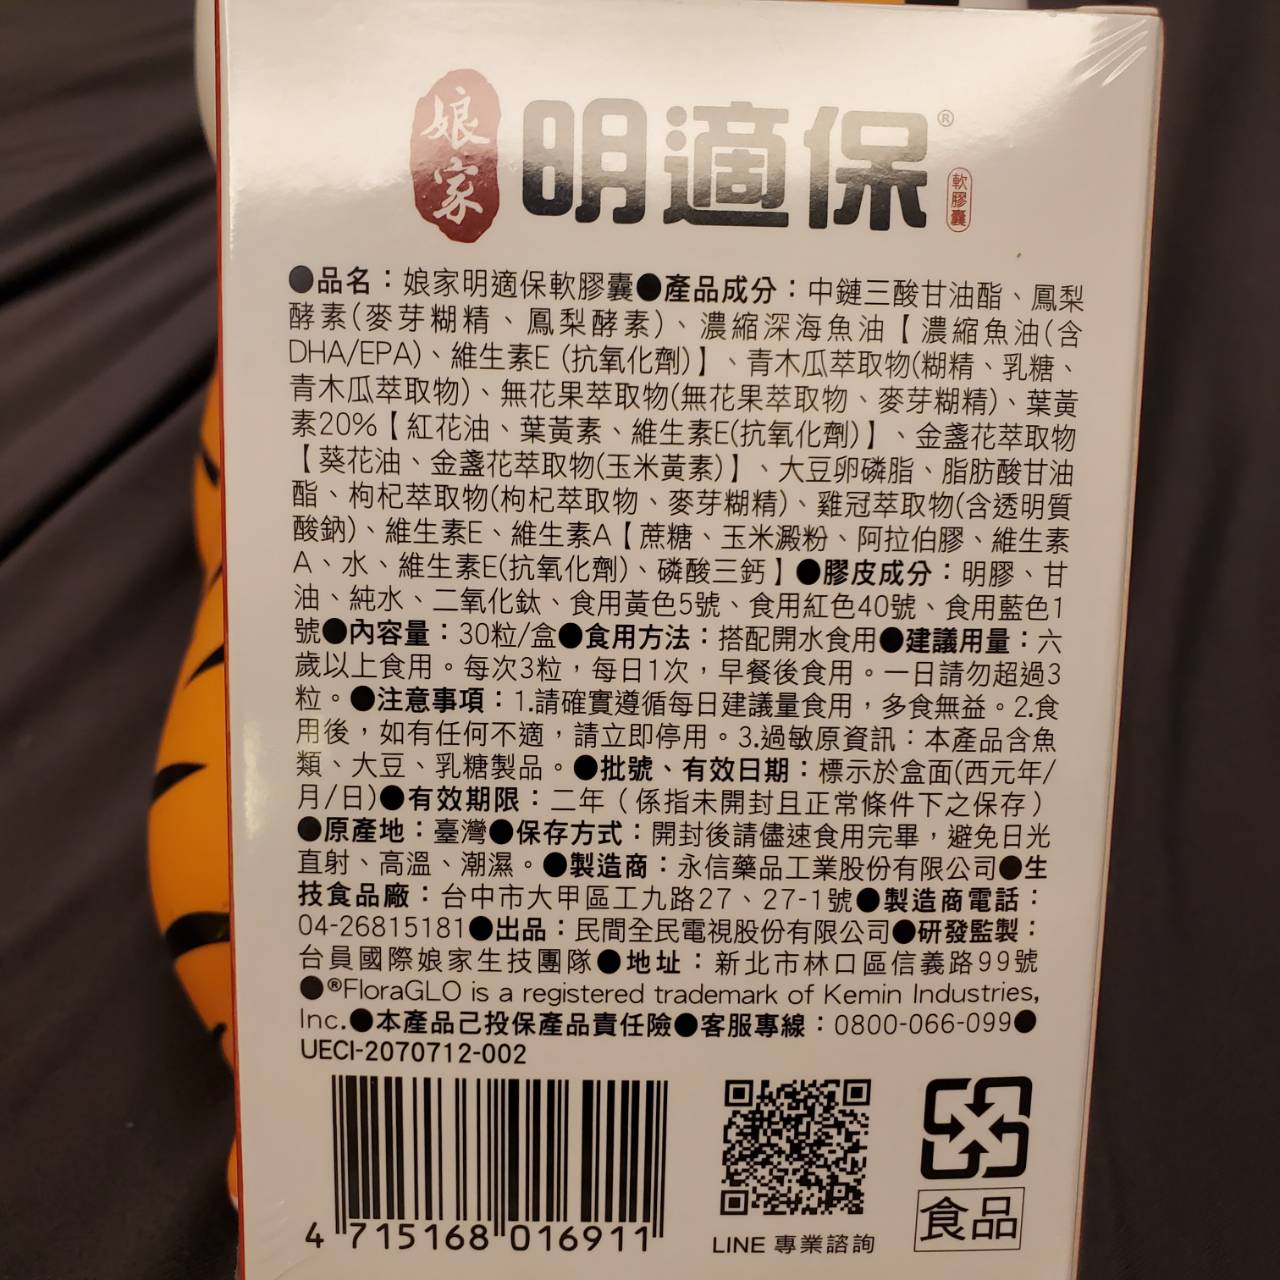 娘家 明適保® 軟膠囊
●品名：娘家明適保軟膠囊●產品成分：中鏈三酸甘油酯、鳳梨
酵素(麥芽糊精、鳳梨酵素)、濃縮深海魚油【濃縮魚油(含
DHA/EPA)、維生素E (抗氧化劑)】、青木瓜萃取物(糊精、乳糖、
青木瓜萃取物)、無花果萃取物(無花果萃取物、麥芽糊精)、葉黃
素20%【紅花油、葉黃素、維生素E(抗氧化劑)】、金盞花萃取物
【葵花油、金盞花萃取物(玉米黃素)】、大豆卵磷脂、脂肪酸甘油
酯、枸杞萃取物(枸杞萃取物、麥芽糊精)、雞冠萃取物(含透明質
酸鈉)、維生素E、維生素A【蔗糖、玉米澱粉、阿拉伯膠、維生素
A、水、維生素E(抗氧化劑)、磷酸三鈣】●膠皮成分：明膠、甘
油、純水、二氧化鈦、食用黃色5號、食用紅色40號、食用藍色1
號●內容量：30粒/盒●食用方法：搭配開水食用●建議用量：六
歲以上食用。每次3粒，每日1次，早餐後食用。一日請勿超過3
粒。●注意事項：1.請確實遵循每日建議量食用，多食無益。2.食
用後，如有任何不適，請立即停用。3.過敏原資訊：本產品含魚
類、大豆、乳糖製品。●批號、有效日期：標示於盒面(西元年/
月/日)●有效期限：二年（係指未開封且正常條件下之保存）
●原產地：臺灣●保存方式：開封後請儘速食用完畢，避免日光
直射、高溫、潮濕。●製造商：永信藥品工業股份有限公司●生
技食品廠：台中市大甲區工九路27、27-1號●製造商電話：
04-26815181●出品：民間全民電視股份有限公司●研發監製：
台員國際娘家生技團隊●地址：新北市林口區信義路99號
●®FloraGLO is a registered trademark of Kemin Industries,
Inc.●本產品已投保產品責任險●客服專線：0800-066-099●
UECI-2070712-002
4 715168 016911
LINE 專業諮詢
食品